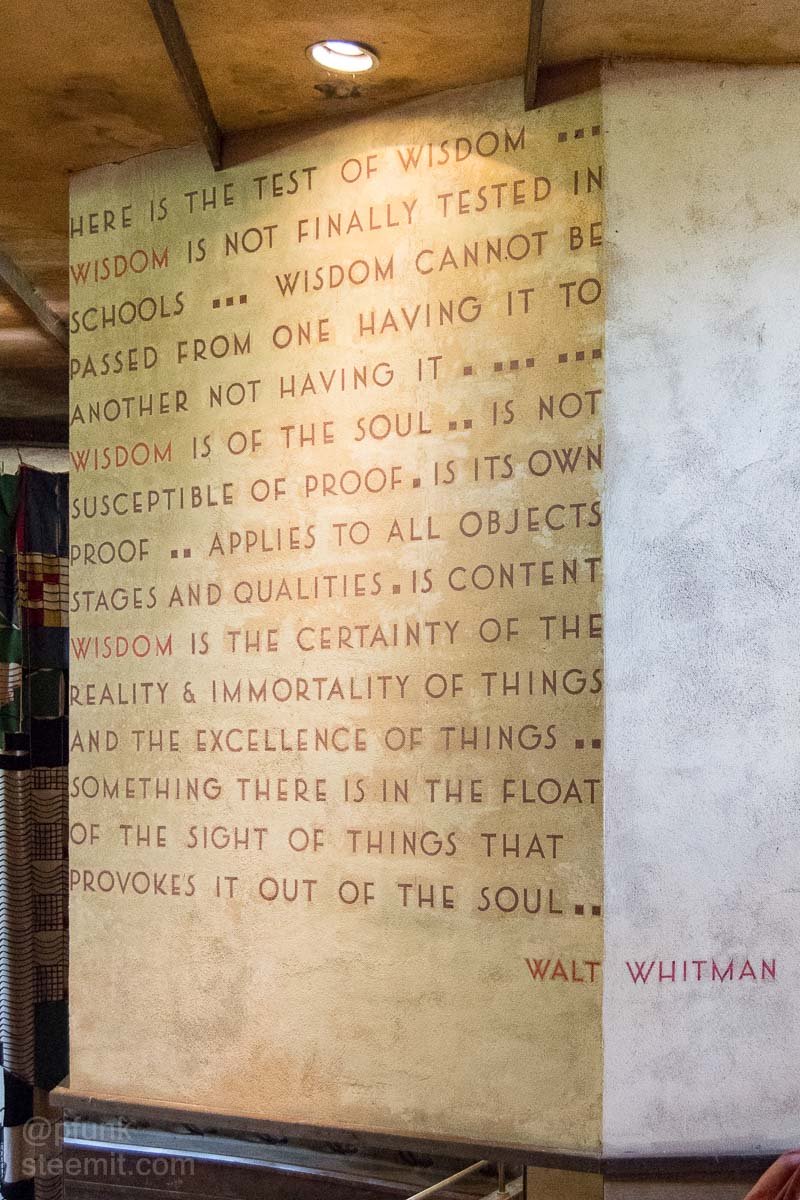 HERE IS THE TEST OF WISDOM ▪▪▪
WISDOM IS NOT FINALLY TESTED IN
SCHOOLS ▪▪▪ WISDOM CANNOT BE
PASSED FROM ONE HAVING IT TO
ANOTHER NOT HAVING IT ▪ ▪▪▪ ▪▪▪
WISDOM IS OF THE SOUL ▪▪ IS NOT
SUSCEPTIBLE OF PROOF ▪ IS ITS OWN
PROOF ▪▪ APPLIES TO ALL OBJECTS
STAGES AND QUALITIES ▪ IS CONTENT
WISDOM IS THE CERTAINTY OF THE
REALITY & IMMORTALITY OF THINGS
AND THE EXCELLENCE OF THINGS ▪▪
SOMETHING THERE IS IN THE FLOAT
OF THE SIGHT OF THINGS THAT
PROVOKES IT OUT OF THE SOUL ▪▪
WALT WHITMAN
@pfunk
steemit.com